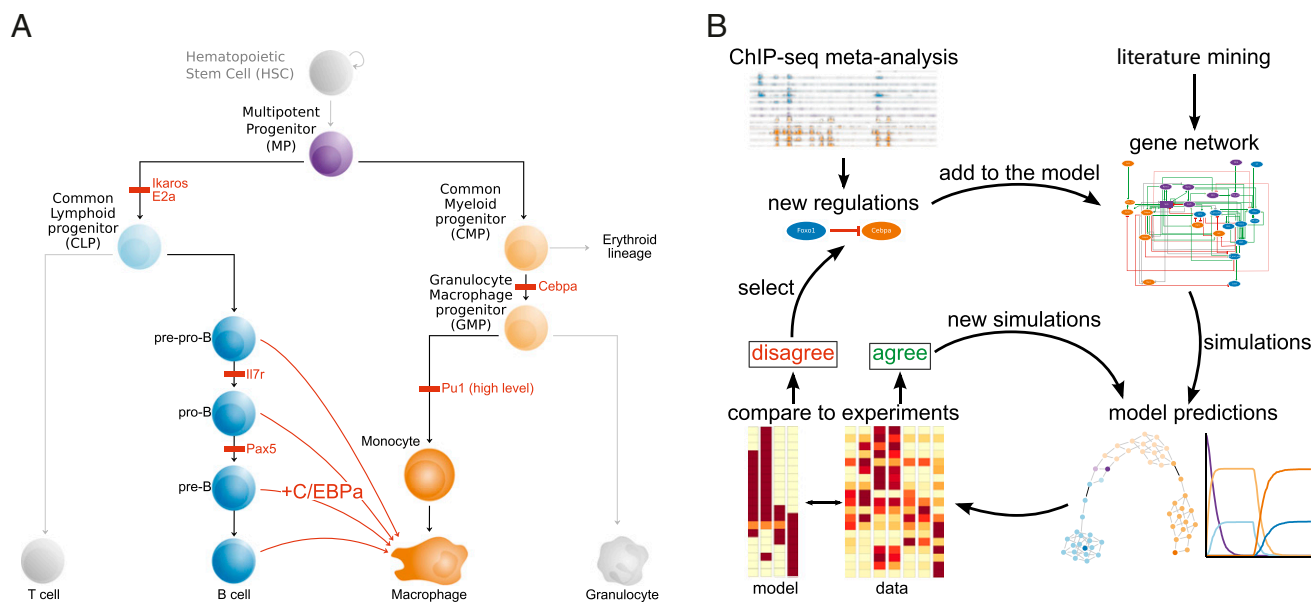 A
Hematopoietic
Stem Cell (HSC)
Multipotent
Progenitor
(MP)
Ikaros
E2a
Common
Lymphoid
progenitor
(CLP)
Common
Myeloid
progenitor
(CMP)
Erythroid
lineage
Cebpa
Granulocyte
Macrophage
progenitor
(GMP)
pre-pro-B
Il7r
Pu1 (high level)
pro-B
Pax5
Monocyte
pre-B
+C/EBPa
T cell
B cell
Macrophage
Granulocyte
B
ChIP-seq meta-analysis
literature mining
gene network
add to the model
new regulations
Foxo1
Cebpa
select
new simulations
simulations
disagree
agree
compare to experiments
model predictions
model
data